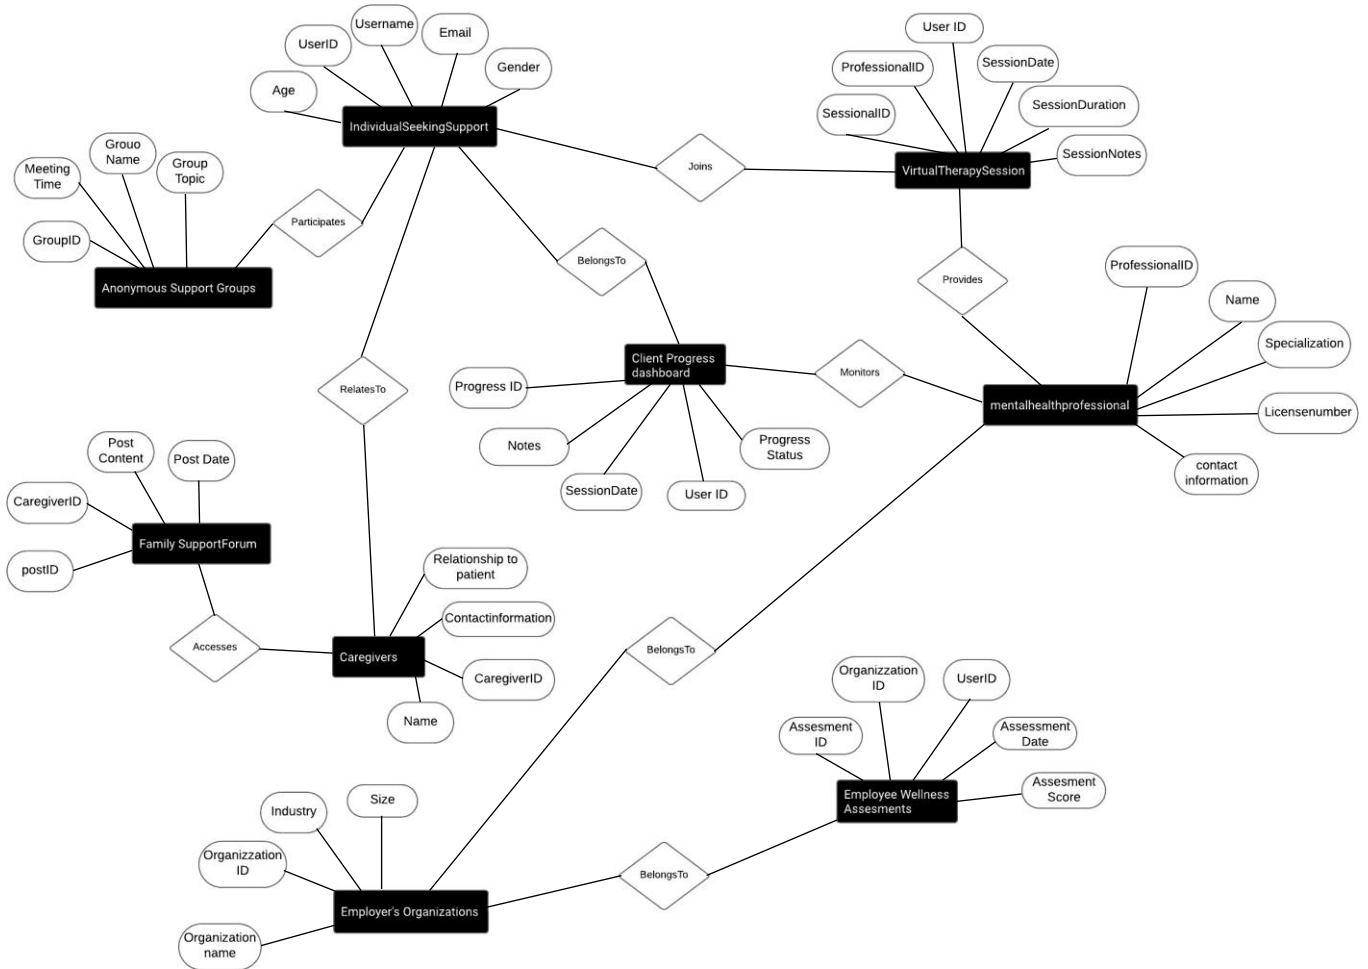 Username
Email
UserID
Gender
Age
IndividualSeekingSupport
User ID
ProfessionalID
SessionDate
SessionalID
SessionDuration
SessionNotes
VirtualTherapySession
Joins
Grouo
Name
Meeting
Time
Group
Topic
GroupID
Participates
Anonymous Support Groups
BelongsTo
Provides
ProfessionalID
Name
Specialization
Licensenumber
contact
information
mentalhealthprofessional
Client Progress
dashboard
Monitors
Progress ID
Notes
SessionDate
User ID
Progress
Status
RelatesTo
Post
Content
Post Date
CaregiverID
postID
Family SupportForum
Accesses
Relationship to
patient
Contactinformation
CaregiverID
Name
Caregivers
BelongsTo
Organizzation
ID
UserID
Assesment
ID
Assessment
Date
Assesment
Score
Employee Wellness
Assesments
Size
Industry
Organizzation
ID
Organization
name
Employer's Organizations
BelongsTo